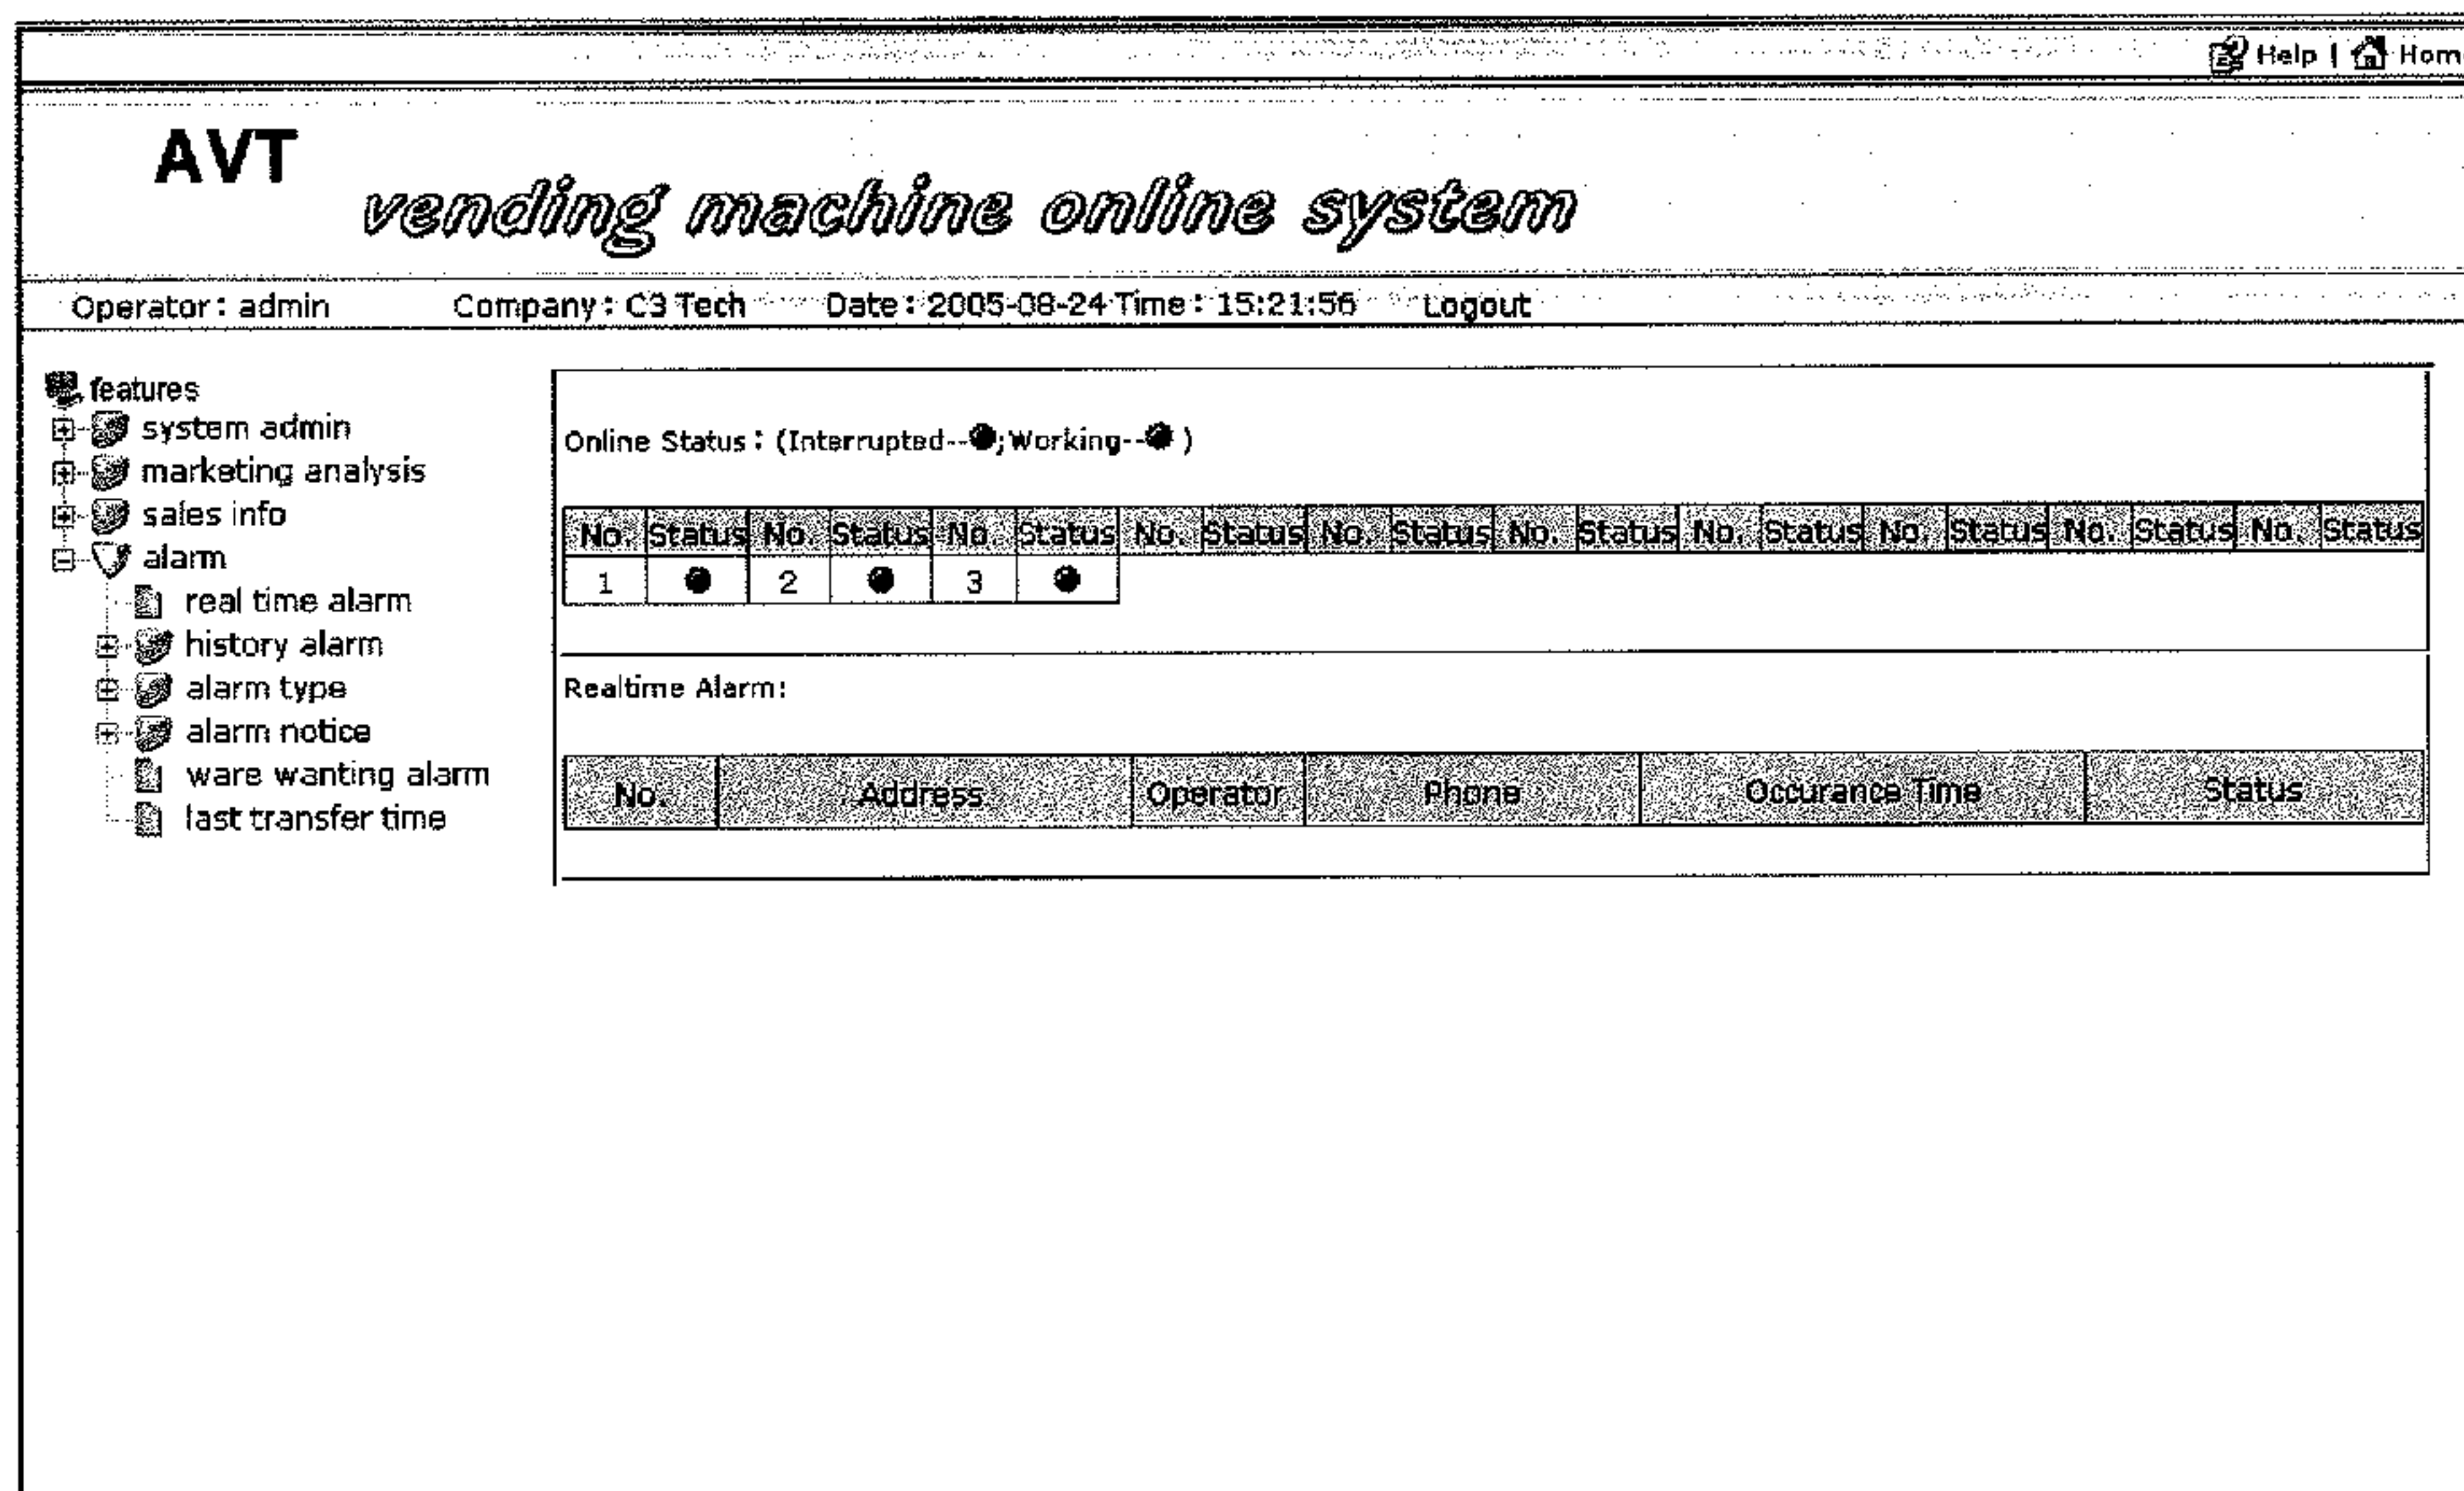 Help | Hom
AVT
vending machine online system
Operator: admin Company: C3 Tech Date: 2005-08-24 Time: 15:21:56 Logout
features
system admin
marketing analysis
sales info
alarm
real time alarm
history alarm
alarm type
alarm notice
ware wanting alarm
last transfer time
Online Status: (Interrupted--; Working-- )
No. Status No. Status No. Status No. Status No. Status No. Status No. Status No. Status No. Status No. Status
1 2 3
Realtime Alarm:
No. Address Operator Phone Occurance Time Status